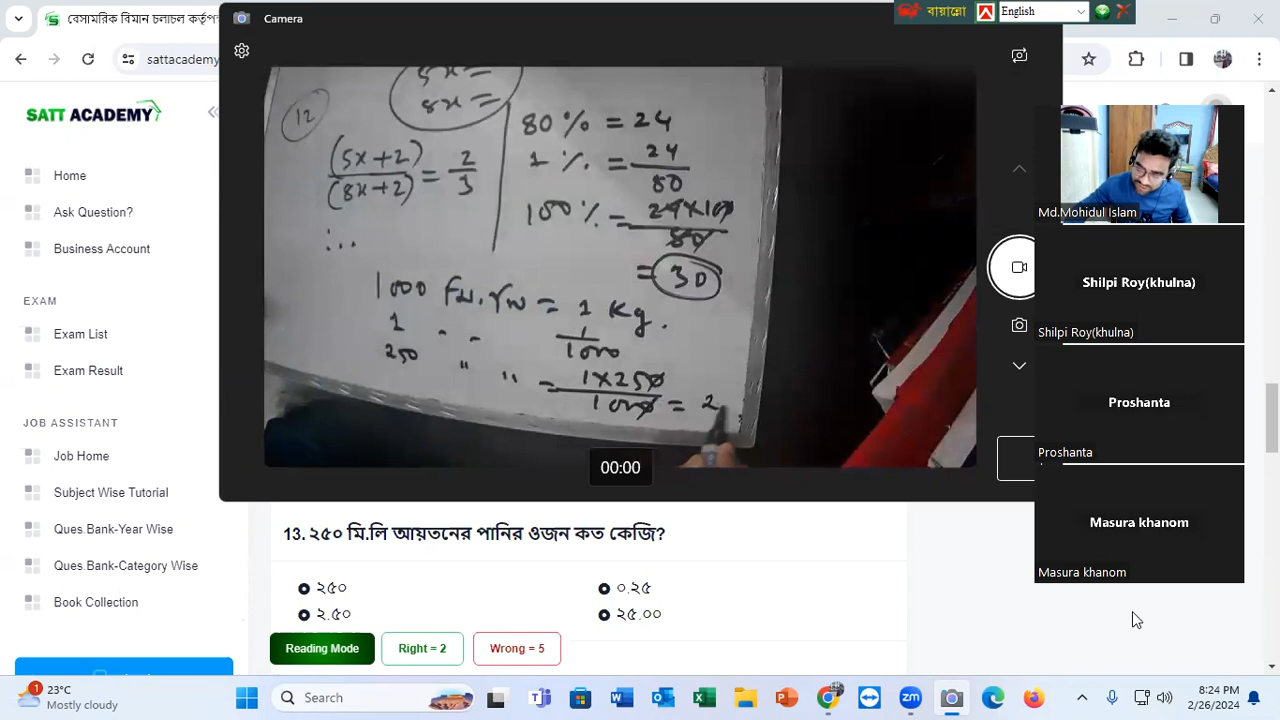 বেসামরিক বিমান চলাচল কর্তৃপ
Camera
বায়ান্নো
English
sattacademy
SATT ACADEMY
Home
Ask Question?
Business Account
EXAM
Exam List
Exam Result
JOB ASSISTANT
Job Home
Subject Wise Tutorial
Ques.Bank-Year Wise
Ques.Bank-Category Wise
Book Collection
5x =
8x =
12
(5x+2)/(8x+2) = 2/3
∴..
80% = 24
1% = 24/80
100% = 24×100/80
= 30
1000 মি.লি = 1 Kg.
1 " " 1/1000
250 " " = 1×250/1000 = 2
00:00
Md.Mohidul Islam
Shilpi Roy(khulna)
Shilpi Roy(khulna)
Proshanta
Proshanta
Masura khanom
Masura khanom
13. ২৫০ মি.লি আয়তনের পানির ওজন কত কেজি?
২৫০
০.২৫
২.৫০
২৫.০০
Reading Mode
Right = 2
Wrong = 5
1
23°C
Mostly cloudy
Search
zm
8:24 PM
2/26/2024